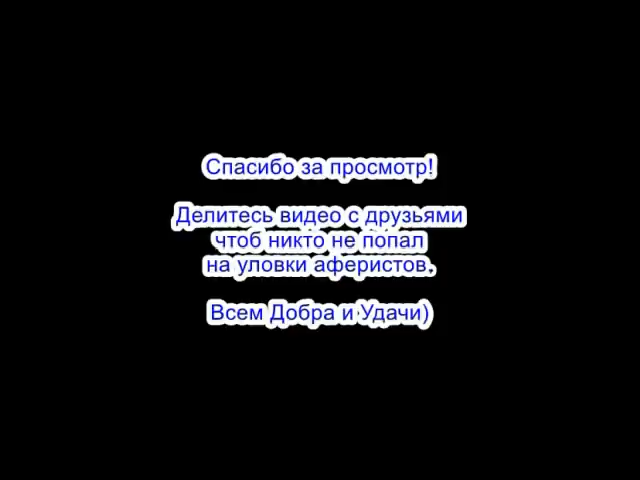 Спасибо за просмотр!
Делитесь видео с друзьями
чтоб никто не попал
на уловки аферистов.
Всем Добра и Удачи)